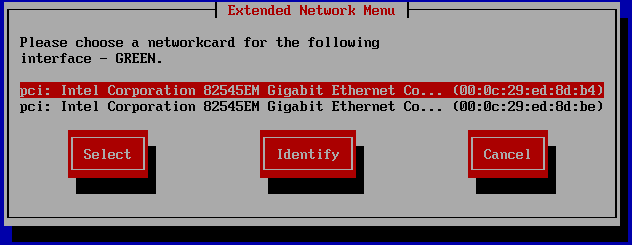 Extended Network Menu
Please choose a networkcard for the following
interface - GREEN.
pci: Intel Corporation 82545EM Gigabit Ethernet Co... (00:0c:29:ed:8d:b4)
pci: Intel Corporation 82545EM Gigabit Ethernet Co... (00:0c:29:ed:8d:be)
Select Identify Cancel